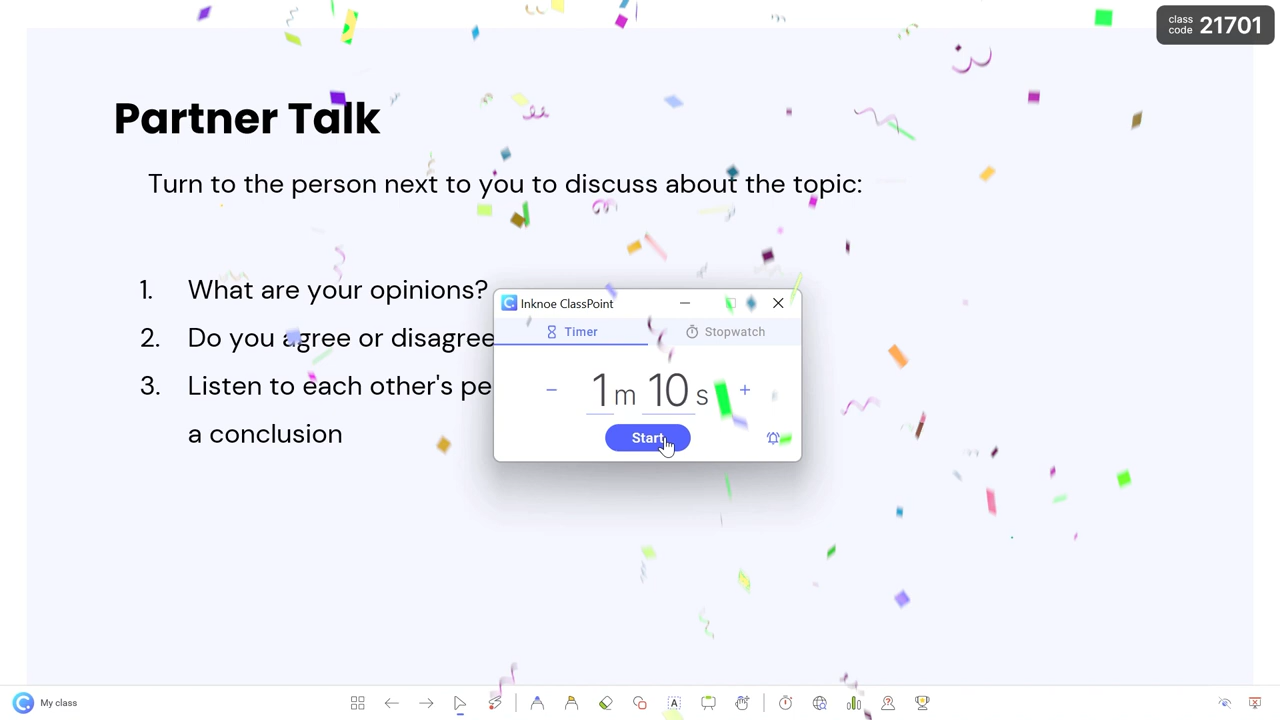 class
code 21701
Partner Talk
Turn to the person next to you to discuss about the topic:
1. What are your opinions?
2. Do you agree or disagree
3. Listen to each other's pe
a conclusion
Inknoe ClassPoint
Timer
Stopwatch
1 m 10 s
Start
My class